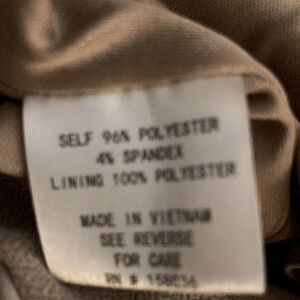 SELF 96% POLYESTER
4% SPANDEX
LINING 100% POLYESTER
MADE IN VIETNAM
SEE REVERSE
FOR CARE
RN #